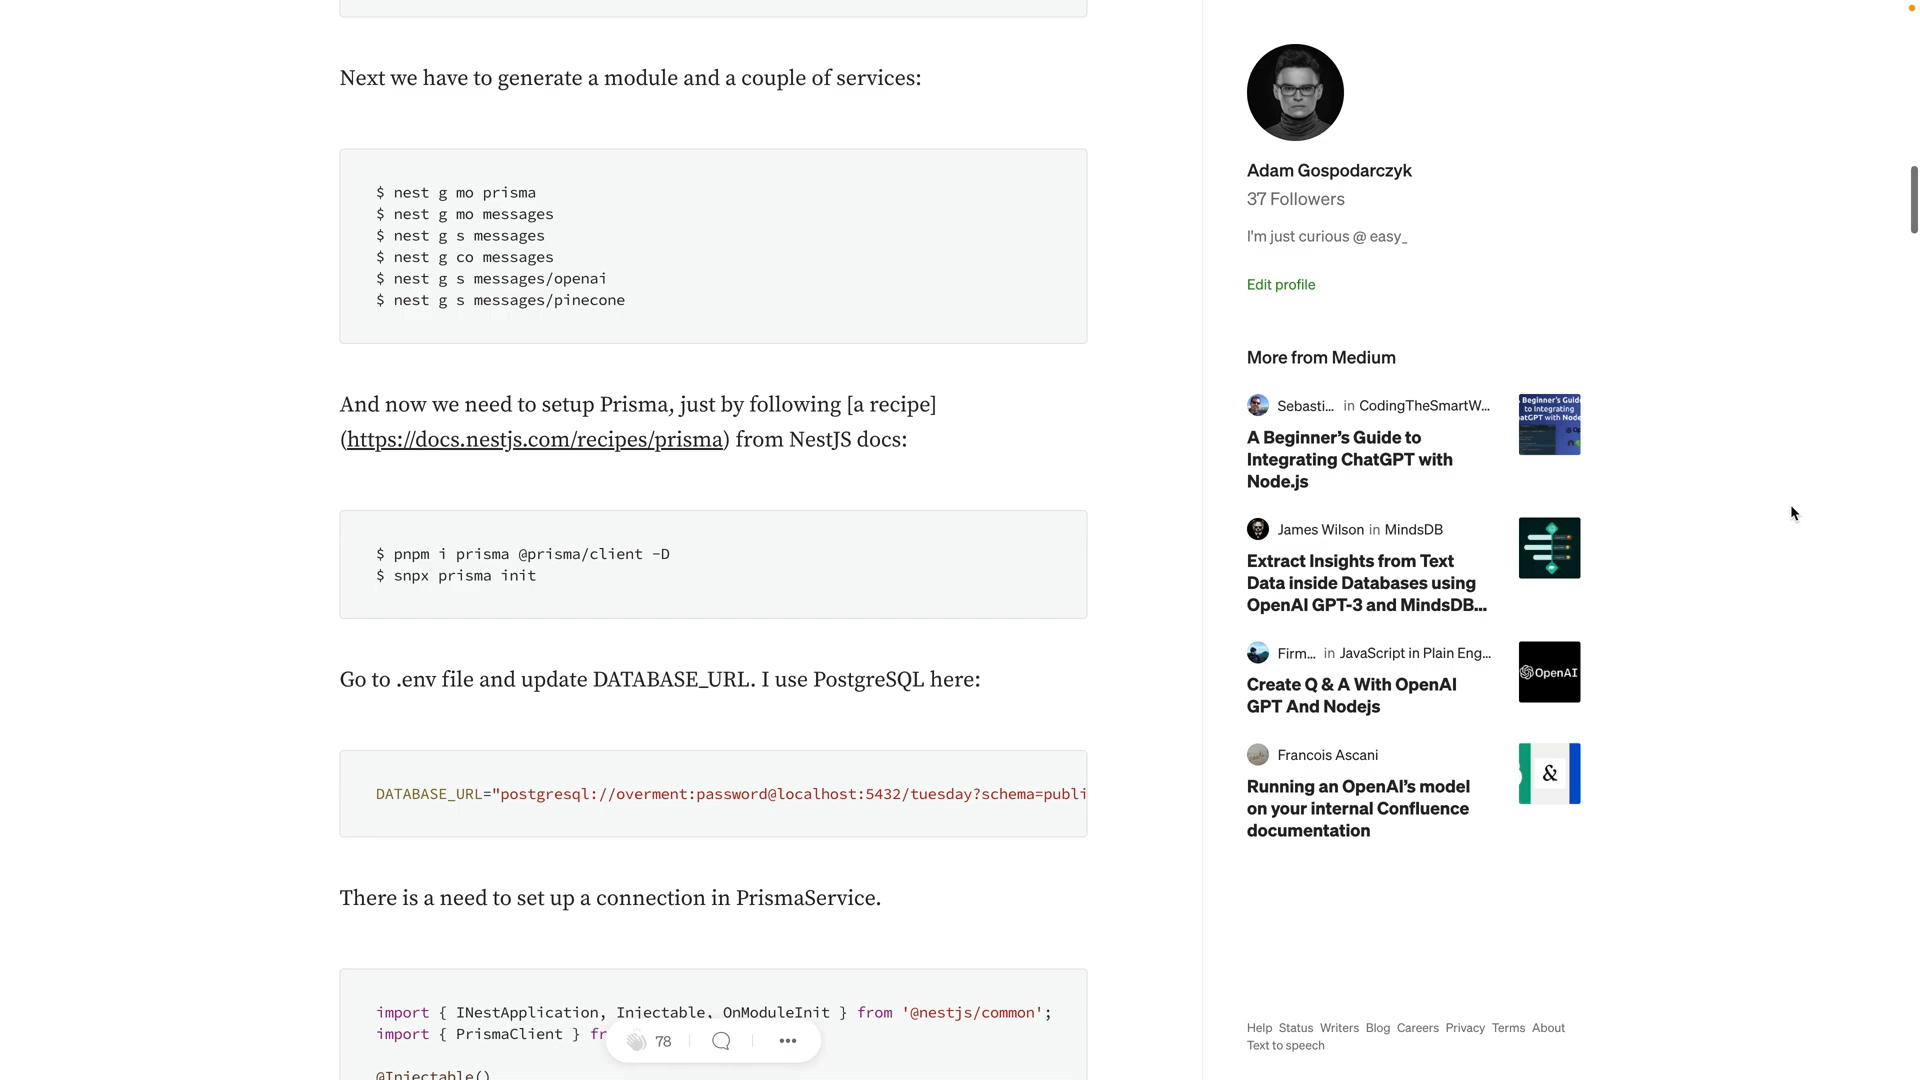 Next we have to generate a module and a couple of services:
$ nest g mo prisma
$ nest g mo messages
$ nest g s messages
$ nest g co messages
$ nest g s messages/openai
$ nest g s messages/pinecone
And now we need to setup Prisma, just by following [a recipe]
(https://docs.nestjs.com/recipes/prisma) from NestJS docs:
$ pnpm i prisma @prisma/client -D
$ snpx prisma init
Go to .env file and update DATABASE_URL. I use PostgreSQL here:
DATABASE_URL="postgresql://overment:password@localhost:5432/tuesday?schema=publi
There is a need to set up a connection in PrismaService.
import { INestApplication, Injectable, OnModuleInit } from '@nestjs/common';
import { PrismaClient } fr
@Injectable()
78
Adam Gospodarczyk
37 Followers
I'm just curious @ easy_
Edit profile
More from Medium
Sebasti... in CodingTheSmartW...
A Beginner’s Guide to
Integrating ChatGPT with
Node.js
James Wilson in MindsDB
Extract Insights from Text
Data inside Databases using
OpenAI GPT-3 and MindsDB...
Firm... in JavaScript in Plain Eng...
Create Q & A With OpenAI
GPT And Nodejs
OpenAI
Francois Ascani
Running an OpenAI’s model
on your internal Confluence
documentation
&
Help Status Writers Blog Careers Privacy Terms About
Text to speech